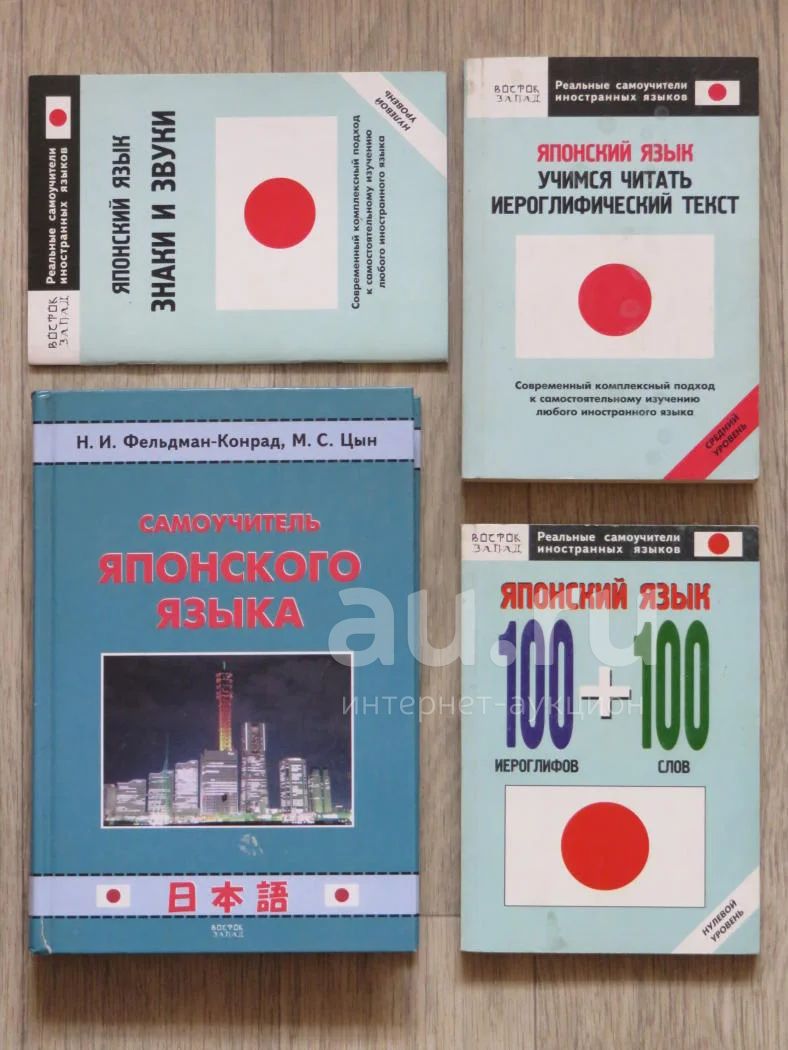 ВОСТОК
ЗАПАД
Реальные самоучители
иностранных языков
ЯПОНСКИЙ ЯЗЫК
ЗНАКИ И ЗВУКИ
НУЛЕВОЙ
УРОВЕНЬ
Современный комплексный подход
к самостоятельному изучению
любого иностранного языка
ВОСТОК
ЗАПАД
Реальные самоучители
иностранных языков
ЯПОНСКИЙ ЯЗЫК
УЧИМСЯ ЧИТАТЬ
ИЕРОГЛИФИЧЕСКИЙ ТЕКСТ
Современный комплексный подход
к самостоятельному изучению
любого иностранного языка
СРЕДНИЙ
УРОВЕНЬ
Н. И. Фельдман-Конрад, М. С. Цын
САМОУЧИТЕЛЬ
ЯПОНСКОГО
ЯЗЫКА
日本語
ВОСТОК
ЗАПАД
ВОСТОК
ЗАПАД
Реальные самоучители
иностранных языков
ЯПОНСКИЙ ЯЗЫК
100 + 100
ИЕРОГЛИФОВ СЛОВ
НУЛЕВОЙ
УРОВЕНЬ
au.ru
интернет-аукцион